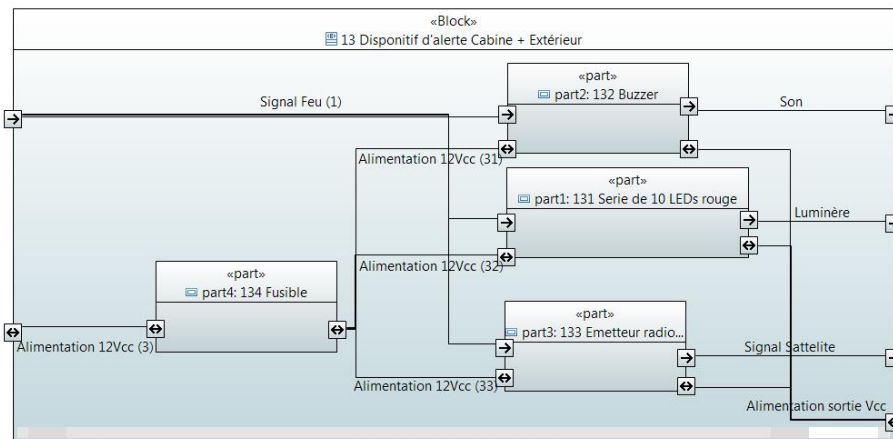 «Block»
13 Disponitif d'alerte Cabine + Extérieur
«part»
part2: 132 Buzzer
Signal Feu (1)
Son
Alimentation 12Vcc (31)
«part»
part1: 131 Serie de 10 LEDs rouge
Luminère
Alimentation 12Vcc (32)
«part»
part4: 134 Fusible
«part»
part3: 133 Emetteur radio...
Alimentation 12Vcc (3)
Signal Sattelite
Alimentation 12Vcc (33)
Alimentation sortie Vcc